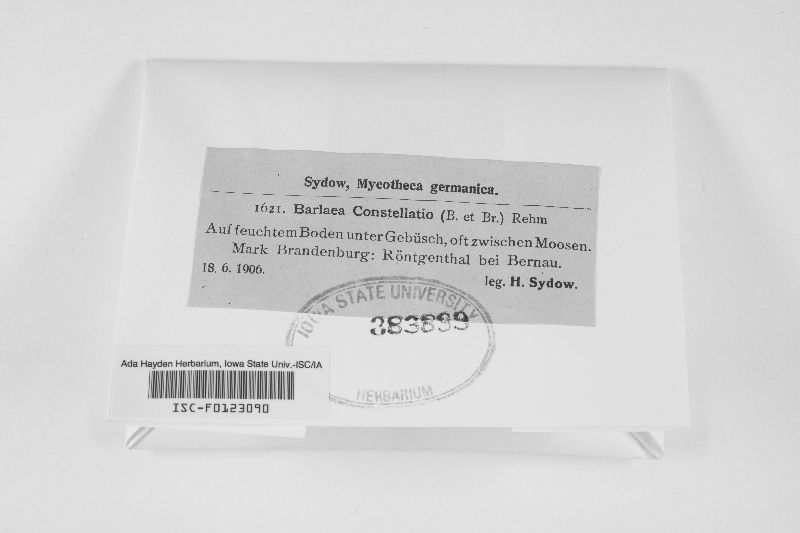 Sydow, Mycotheca germanica.
1621. Barlaea Constellatio (B. et Br.) Rehm
Auf feuchtem Boden unter Gebüsch, oft zwischen Moosen.
Mark Brandenburg: Röntgenthal bei Bernau.
18. 6. 1906.
leg. H. Sydow.
IOWA STATE UNIVERSITY
383899
HERBARIUM
Ada Hayden Herbarium, Iowa State Univ.-ISC/IA
ISC-F0123090